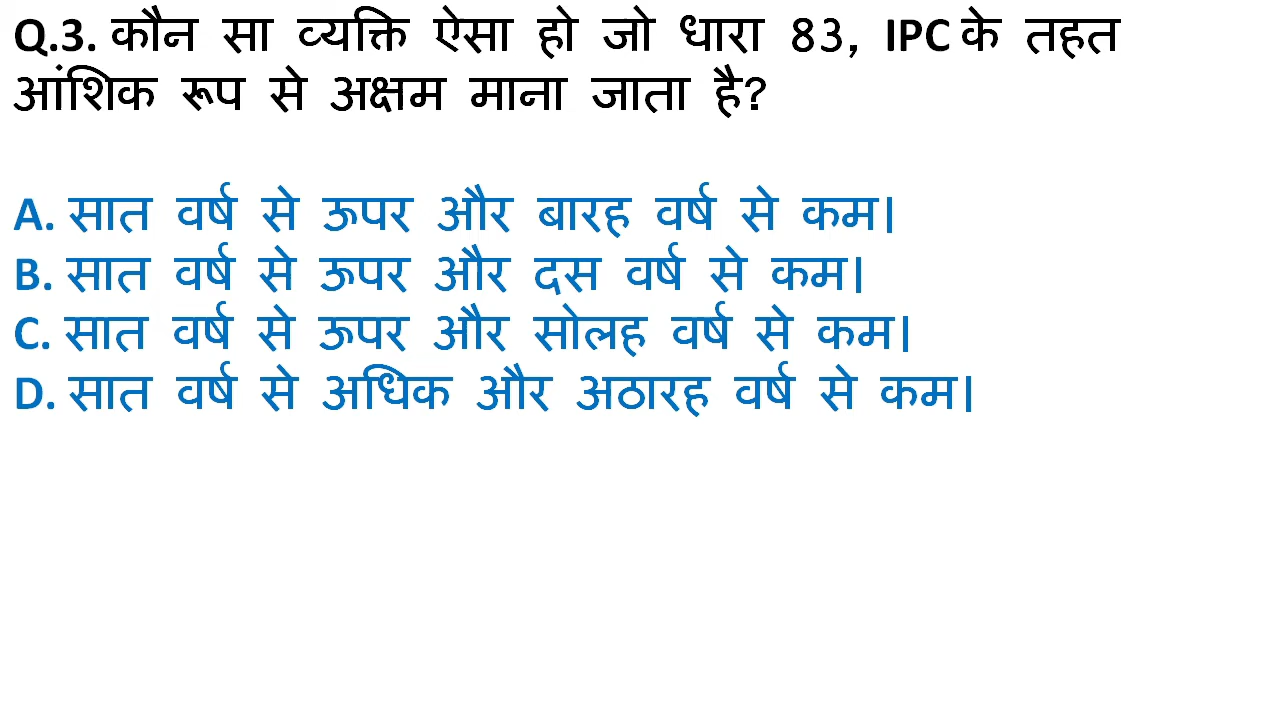 Q.3. कौन सा व्यक्ति ऐसा हो जो धारा 83, IPC के तहत
आंशिक रूप से अक्षम माना जाता है?
A. सात वर्ष से ऊपर और बारह वर्ष से कम।
B. सात वर्ष से ऊपर और दस वर्ष से कम।
C. सात वर्ष से ऊपर और सोलह वर्ष से कम।
D. सात वर्ष से अधिक और अठारह वर्ष से कम।